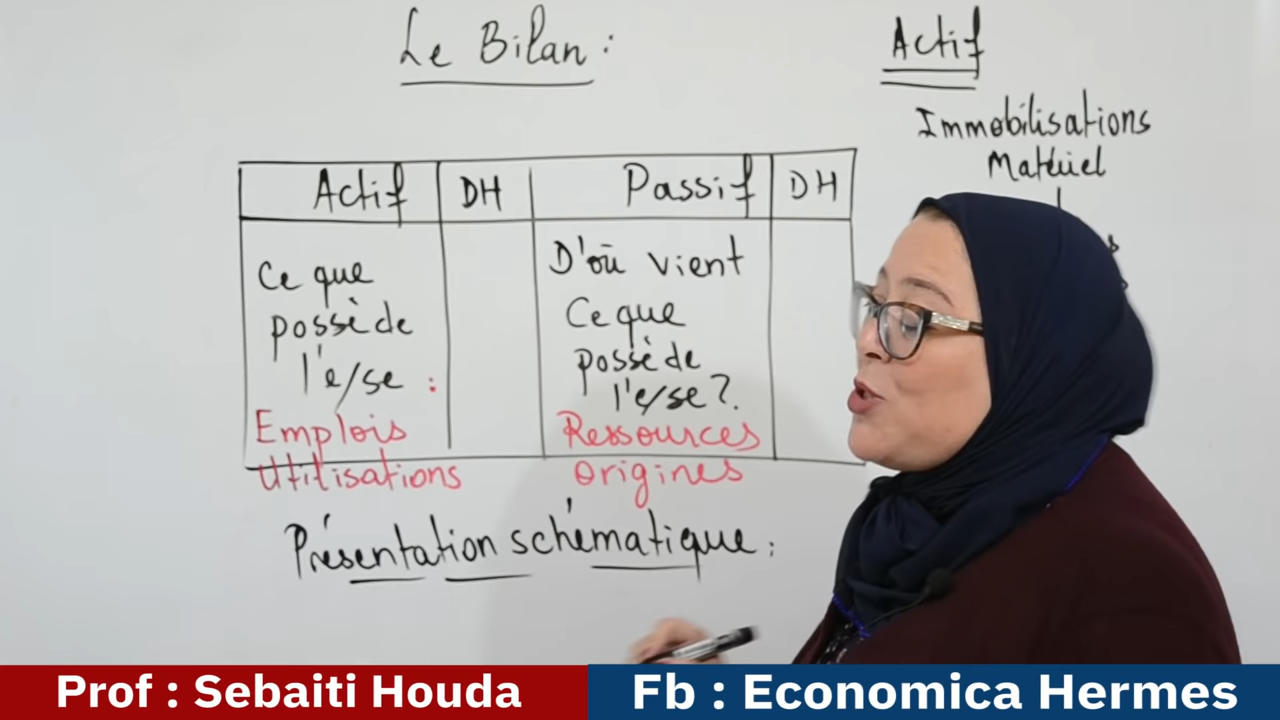 Le Bilan :
Actif
Immobilisations
Matériel
Actif DH Passif DH
Ce que
possède
l'e/se :
Emplois
Utilisations
D'où vient
Ce que
possède
l'e/se ?
Ressources
Origines
Présentation schématique :
Prof : Sebaiti Houda
Fb : Economica Hermes